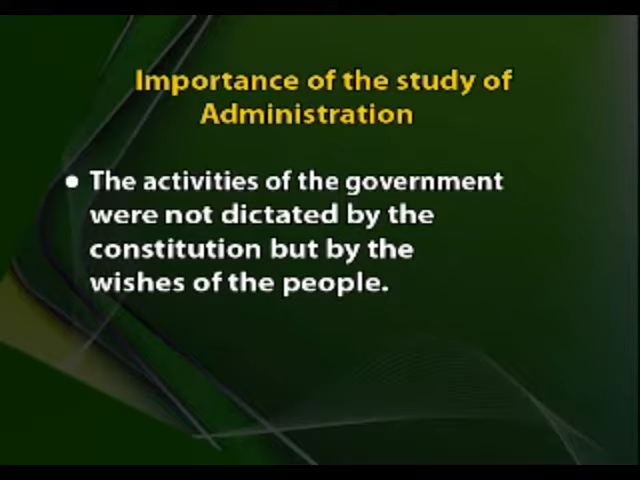 Importance of the study of
Administration
• The activities of the government
were not dictated by the
constitution but by the
wishes of the people.